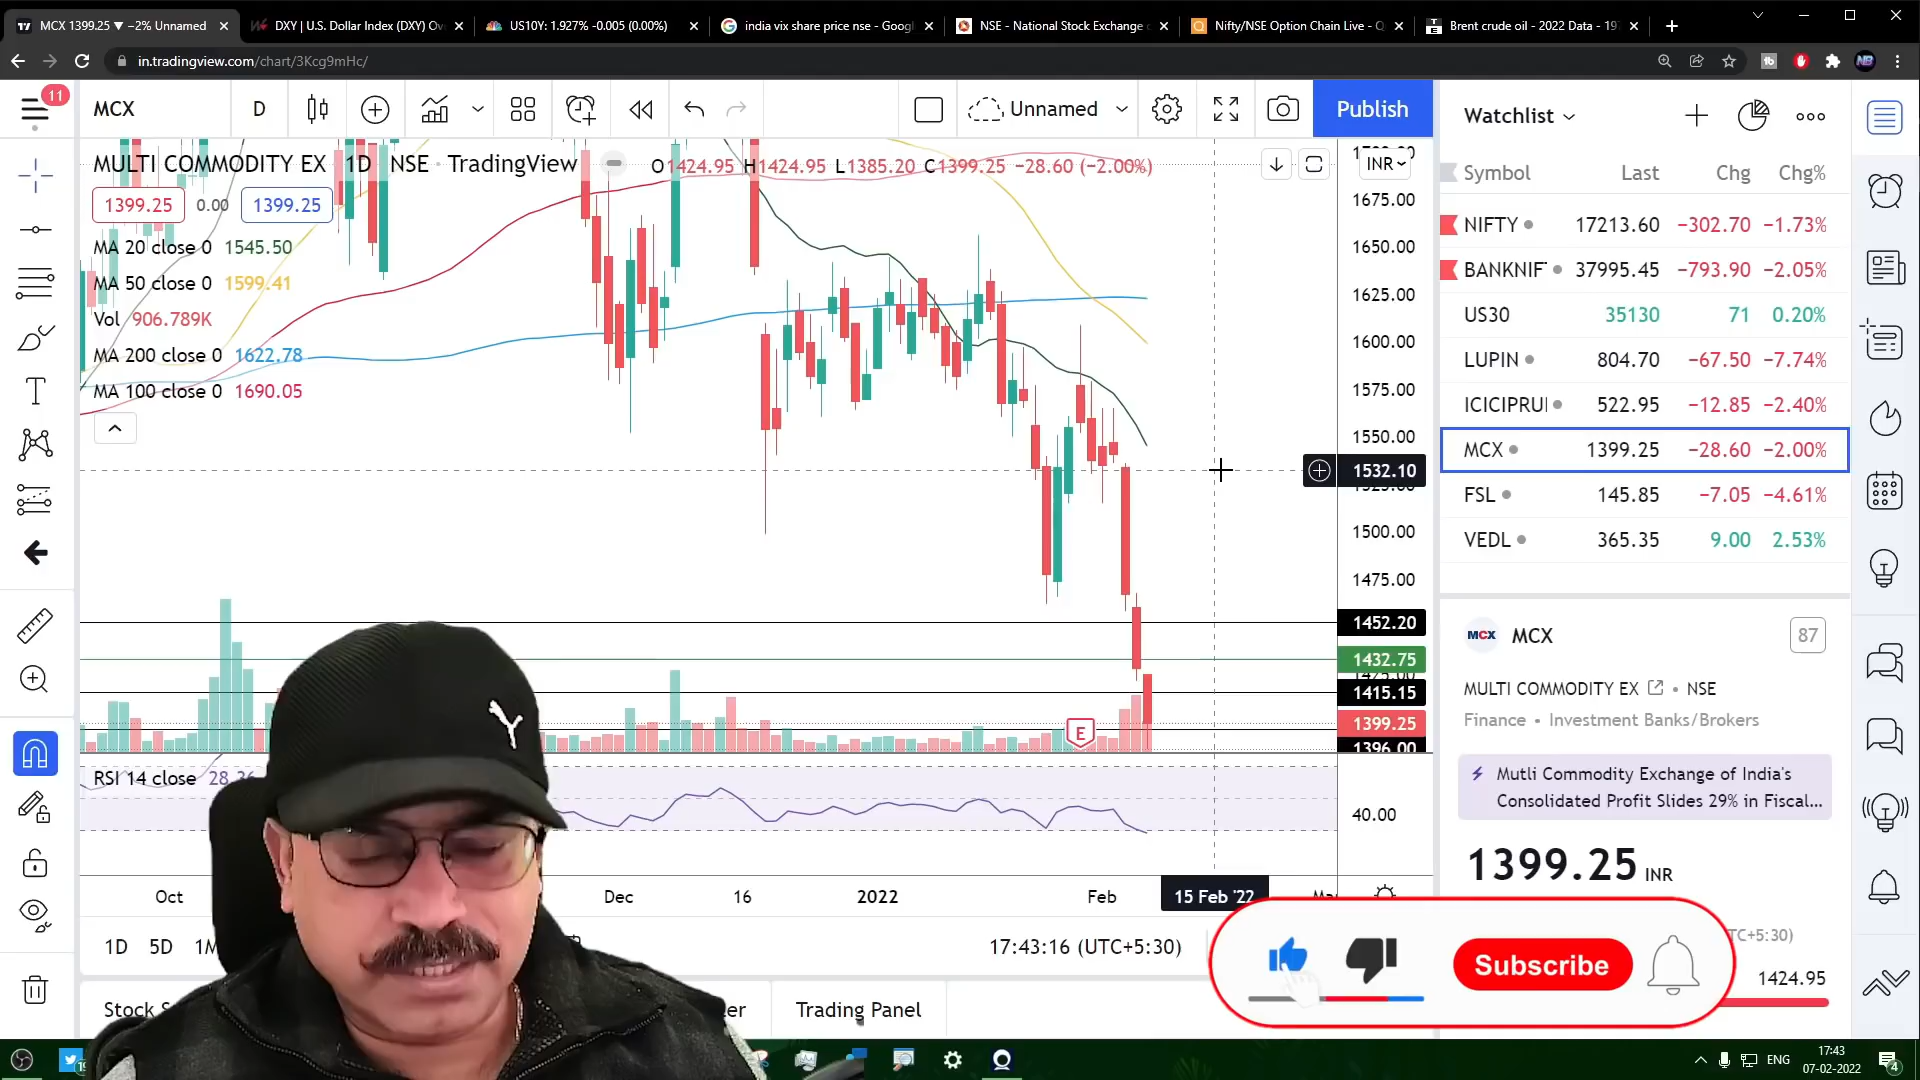 MCX 1399.25 ▼ −2% Unnamed
DXY | U.S. Dollar Index (DXY) Ov
US10Y: 1.927% -0.005 (0.00%)
india vix share price nse - Googl
NSE - National Stock Exchange
Nifty/NSE Option Chain Live -
Brent crude oil - 2022 Data - 19
in.tradingview.com/chart/3Kcg9mHc/
11
MCX
D
Unnamed
Publish
MULTI COMMODITY EX 1D NSE TradingView
O1424.95 H1424.95 L1385.20 C1399.25 −28.60 (−2.00%)
INR
1399.25 0.00 1399.25
MA 20 close 0 1545.50
MA 50 close 0 1599.41
Vol 906.789K
MA 200 close 0 1622.78
MA 100 close 0 1690.05
1675.00
1650.00
1625.00
1600.00
1575.00
1550.00
1532.10
1500.00
1475.00
1452.20
1432.75
1415.15
1399.25
1396.00
E
RSI 14 close
40.00
Oct
Dec
16
2022
Feb
15 Feb '22
1D 5D
17:43:16 (UTC+5:30)
Trading Panel
Watchlist
Symbol Last Chg Chg%
NIFTY 17213.60 −302.70 −1.73%
BANKNIF 37995.45 −793.90 −2.05%
US30 35130 71 0.20%
LUPIN 804.70 −67.50 −7.74%
ICICIPRU 522.95 −12.85 −2.40%
MCX 1399.25 −28.60 −2.00%
FSL 145.85 −7.05 −4.61%
VEDL 365.35 9.00 2.53%
MCX MCX
87
MULTI COMMODITY EX • NSE
Finance • Investment Banks/Brokers
Mutli Commodity Exchange of India's
Consolidated Profit Slides 29% in Fiscal...
1399.25 INR
TC+5:30)
1424.95
Subscribe
ENG
17:43
07-02-2022
4